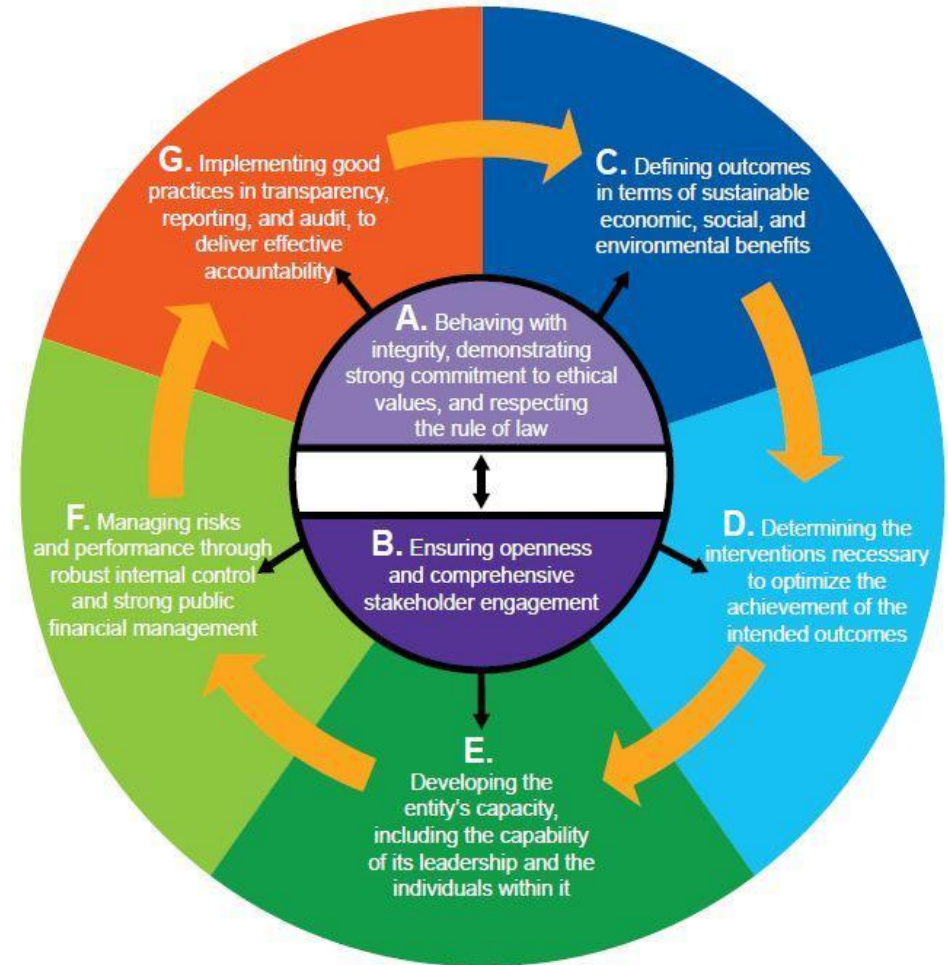 G. Implementing good
practices in transparency,
reporting, and audit, to
deliver effective
accountability
C. Defining outcomes
in terms of sustainable
economic, social, and
environmental benefits
A. Behaving with
integrity, demonstrating
strong commitment to ethical
values, and respecting
the rule of law
B. Ensuring openness
and comprehensive
stakeholder engagement
F. Managing risks
and performance through
robust internal control
and strong public
financial management
D. Determining the
interventions necessary
to optimize the
achievement of the
intended outcomes
E.
Developing the
entity's capacity,
including the capability
of its leadership and the
individuals within it